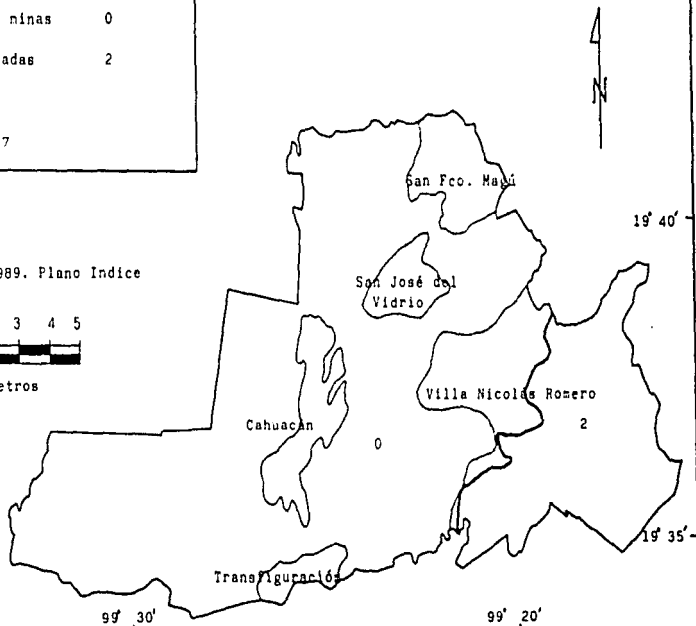 minas 0
adas 2
7
N
San Fco. Magú
19° 40'
989. Plano Indice
San José del
Vidrio
3 4 5
etros
Villa Nicolás Romero
2
Cahuacán
0
19° 35'
Transfiguración
99° 30'
99° 20'